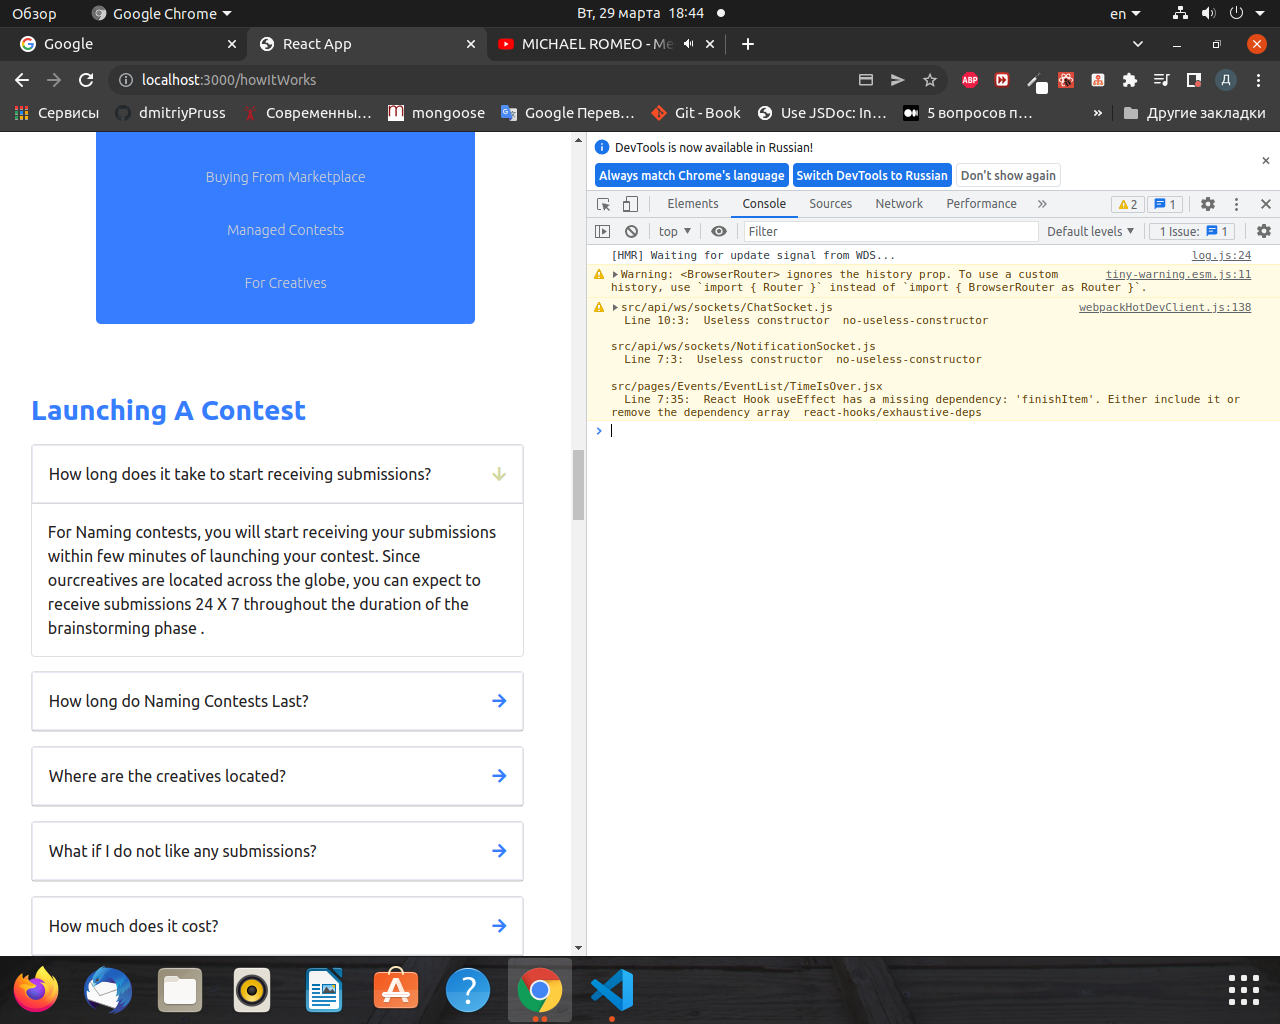 Обзор
Google Chrome
Вт, 29 марта 18:44
en
Google
React App
MICHAEL ROMEO - Me
localhost:3000/howItWorks
ABP
Д
Сервисы
dmitriyPruss
Современны...
mongoose
Google Перев...
Git - Book
Use JSDoc: In...
5 вопросов п...
»
Другие закладки
Buying From Marketplace
Managed Contests
For Creatives
Launching A Contest
How long does it take to start receiving submissions?
For Naming contests, you will start receiving your submissions
within few minutes of launching your contest. Since
ourcreatives are located across the globe, you can expect to
receive submissions 24 X 7 throughout the duration of the
brainstorming phase .
How long do Naming Contests Last?
Where are the creatives located?
What if I do not like any submissions?
How much does it cost?
DevTools is now available in Russian!
Always match Chrome's language
Switch DevTools to Russian
Don't show again
Elements
Console
Sources
Network
Performance
»
2
1
top
Filter
Default levels
1 Issue: 1
[HMR] Waiting for update signal from WDS... log.js:24
Warning: <BrowserRouter> ignores the history prop. To use a custom tiny-warning.esm.js:11
history, use `import { Router }` instead of `import { BrowserRouter as Router }`.
src/api/ws/sockets/ChatSocket.js webpackHotDevClient.js:138
Line 10:3: Useless constructor no-useless-constructor
src/api/ws/sockets/NotificationSocket.js
Line 7:3: Useless constructor no-useless-constructor
src/pages/Events/EventList/TimeIsOver.jsx
Line 7:35: React Hook useEffect has a missing dependency: 'finishItem'. Either include it or
remove the dependency array react-hooks/exhaustive-deps